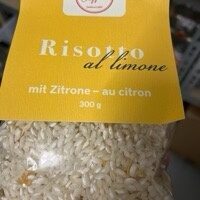 Risotto
al limone
mit Zitrone – au citron
300 g